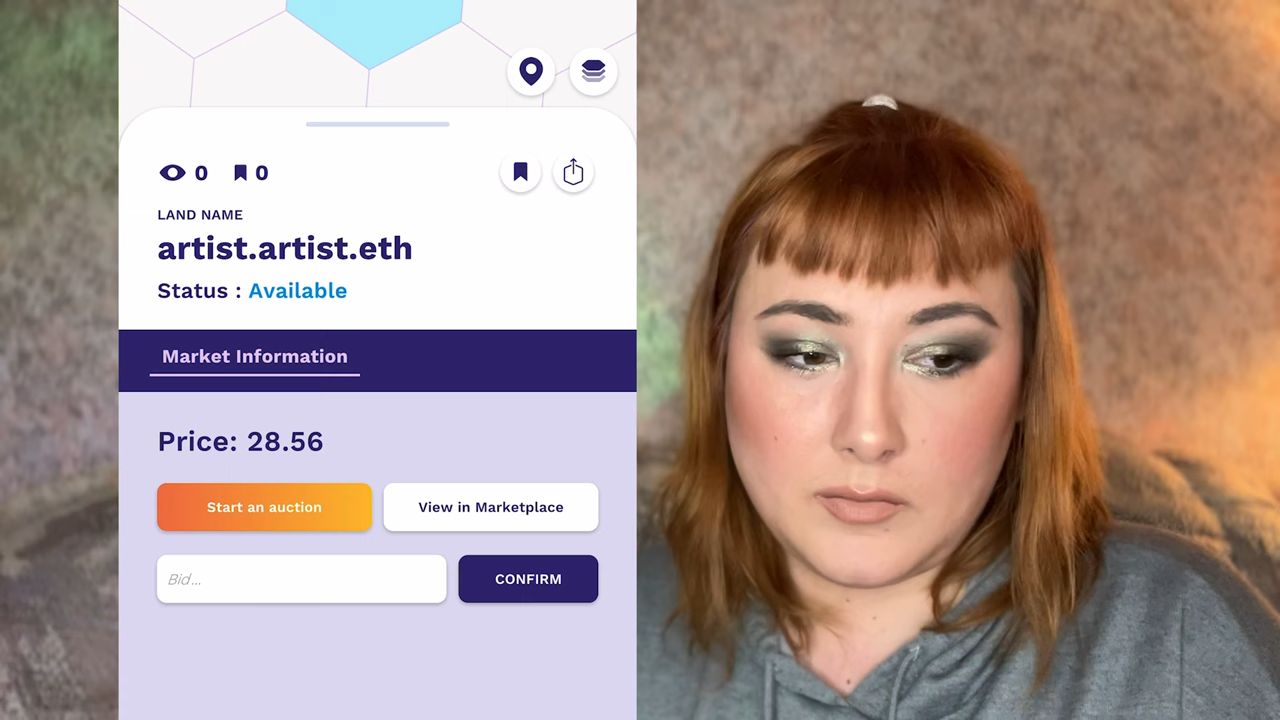 0 0
LAND NAME
artist.artist.eth
Status : Available
Market Information
Price: 28.56
Start an auction View in Marketplace
Bid... CONFIRM